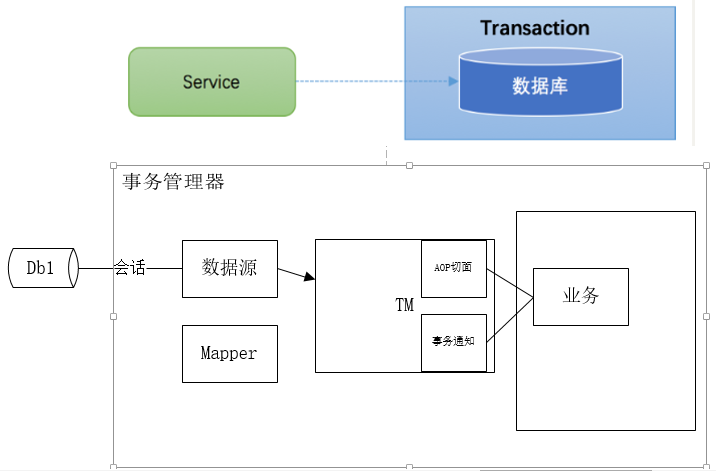 Transaction
Service
数据库
事务管理器
Db1
会话
数据源
AOP切面
业务
TM
事务通知
Mapper